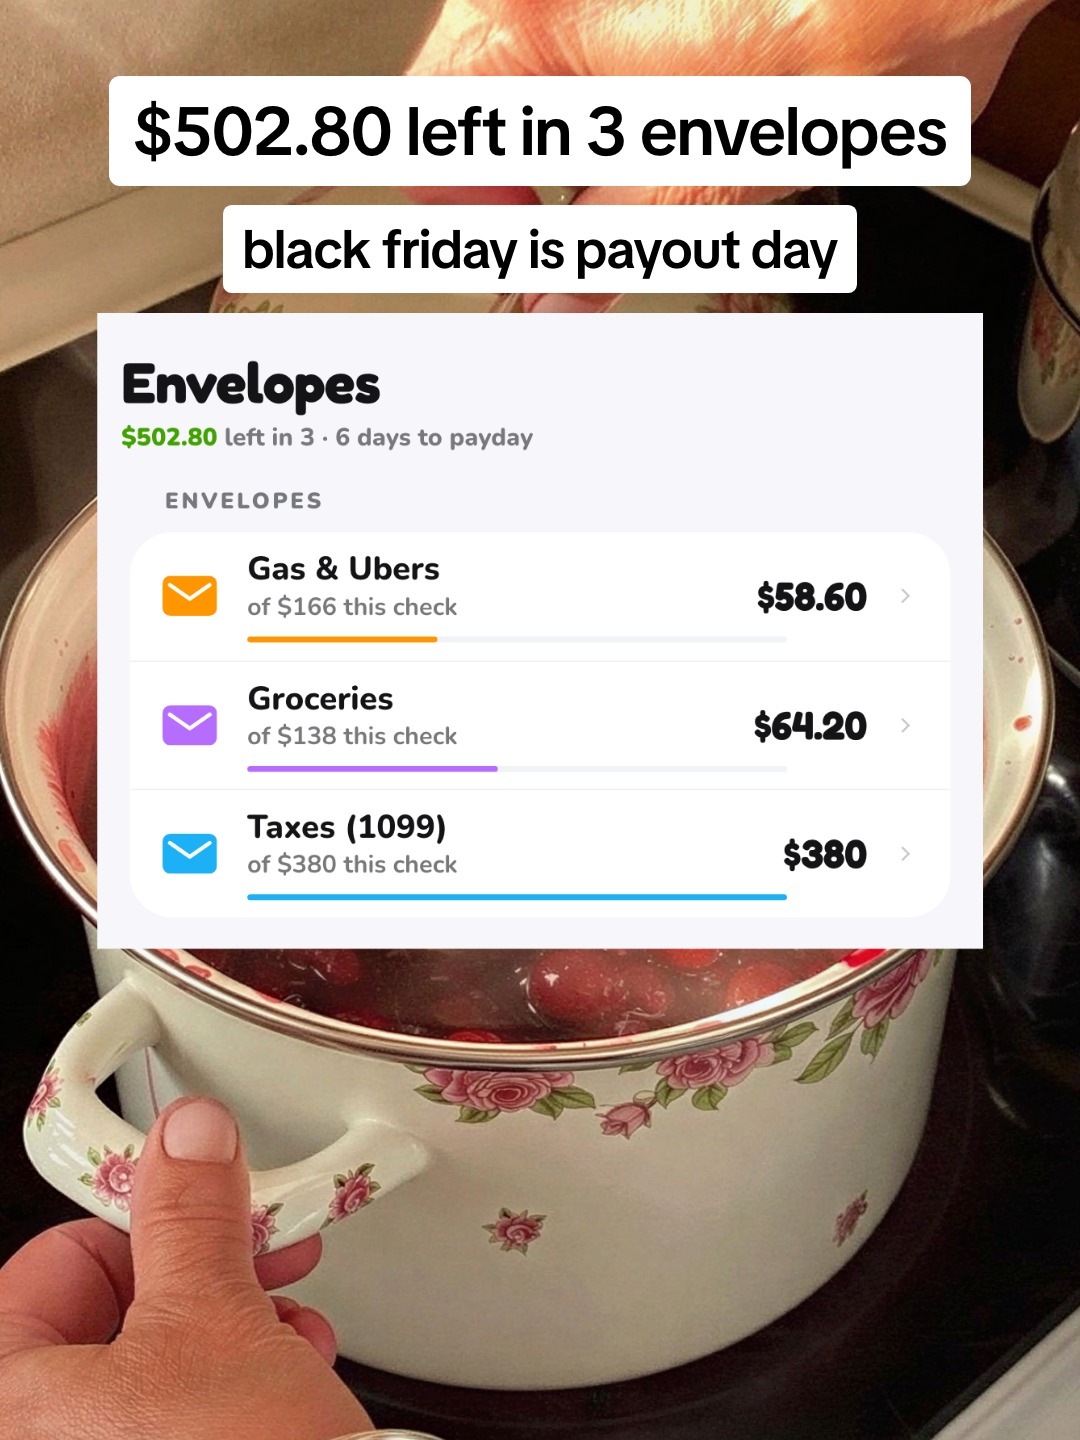 $502.80 left in 3 envelopes
black friday is payout day
Envelopes
$502.80 left in 3 · 6 days to payday
ENVELOPES
Gas & Ubers
of $166 this check
$58.60
Groceries
of $138 this check
$64.20
Taxes (1099)
of $380 this check
$380